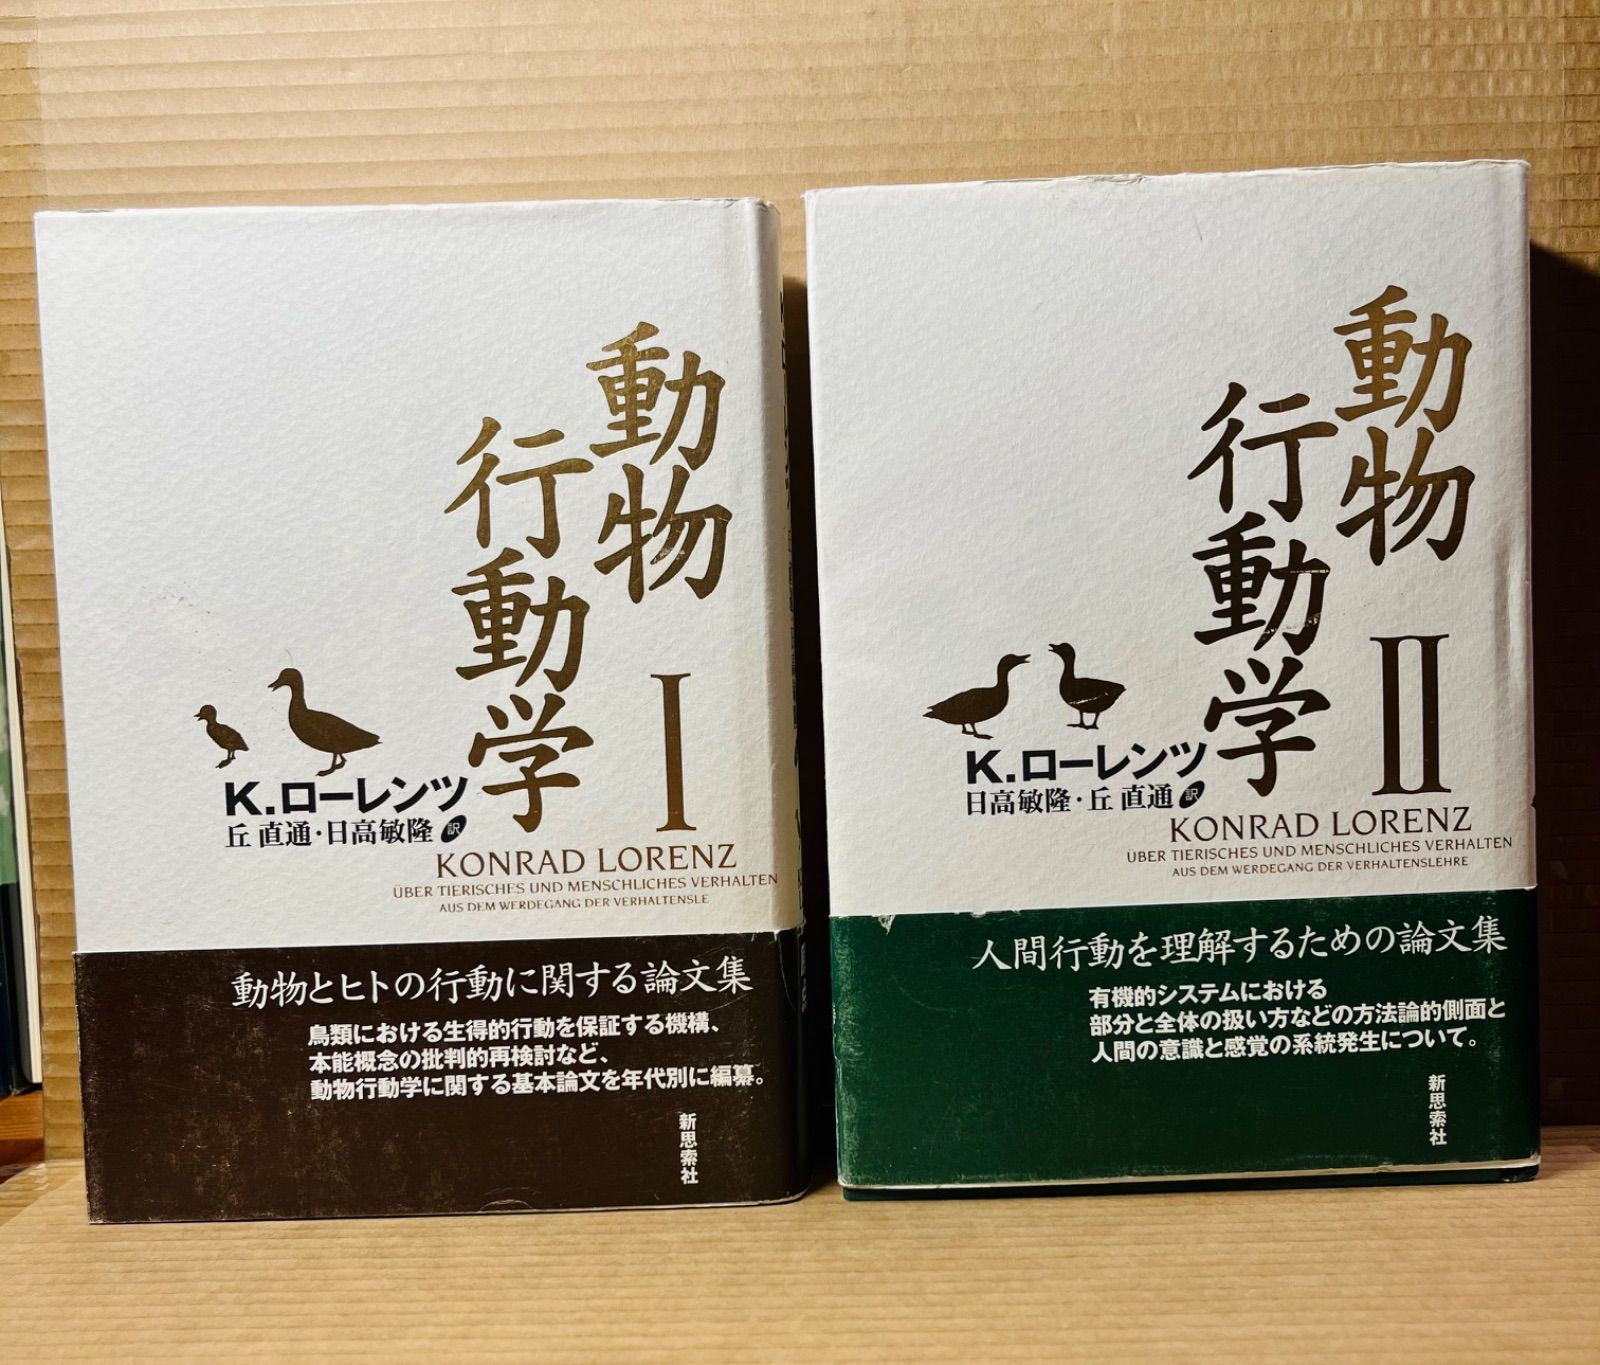 動物
行動学
I
K.ローレンツ
丘 直通・日高敏隆 訳
KONRAD LORENZ
ÜBER TIERISCHES UND MENSCHLICHES VERHALTEN
AUS DEM WERDEGANG DER VERHALTENSLE
動物とヒトの行動に関する論文集
鳥類における生得的行動を保証する機構、
本能概念の批判的再検討など、
動物行動学に関する基本論文を年代別に編纂。
新思索社
動物
行動学
II
K.ローレンツ
日高敏隆・丘 直通 訳
KONRAD LORENZ
ÜBER TIERISCHES UND MENSCHLICHES VERHALTEN
AUS DEM WERDEGANG DER VERHALTENSLEHRE
人間行動を理解するための論文集
有機的システムにおける
部分と全体の扱い方などの方法論的側面と
人間の意識と感覚の系統発生について。
新思索社